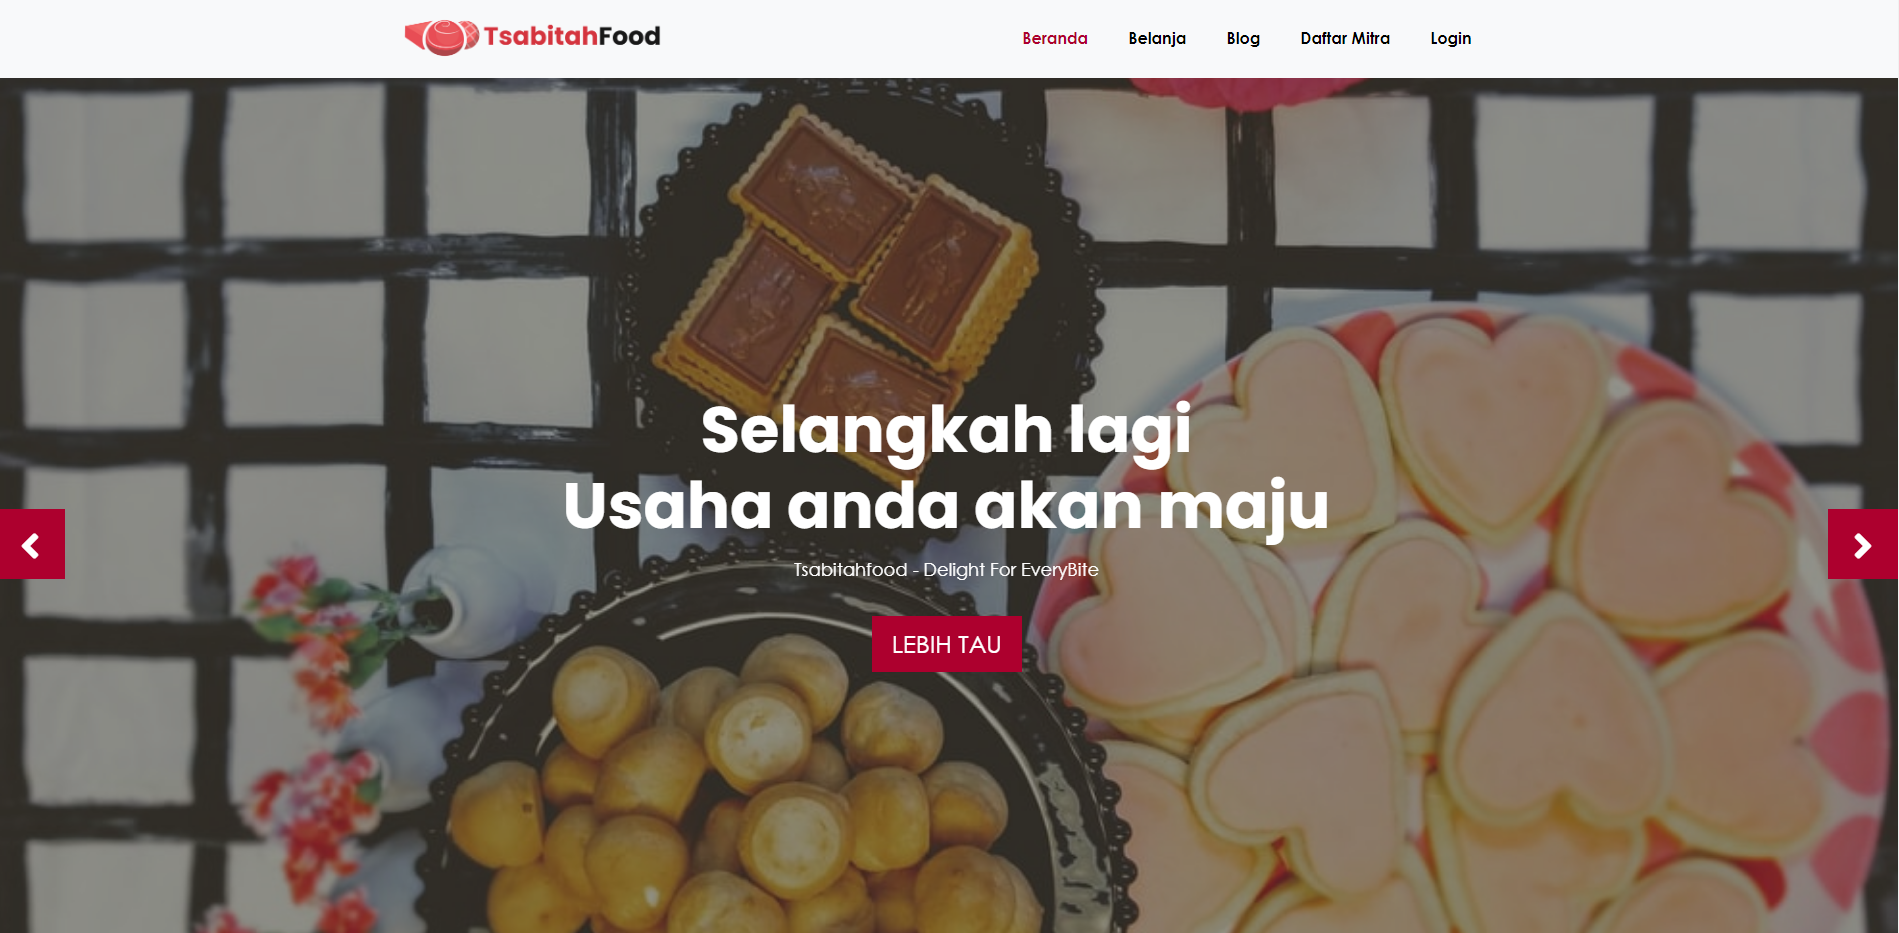 TsabitahFood
Beranda
Belanja
Blog
Daftar Mitra
Login
Selangkah lagi
Usaha anda akan maju
Tsabitahfood - Delight For EveryBite
LEBIH TAU